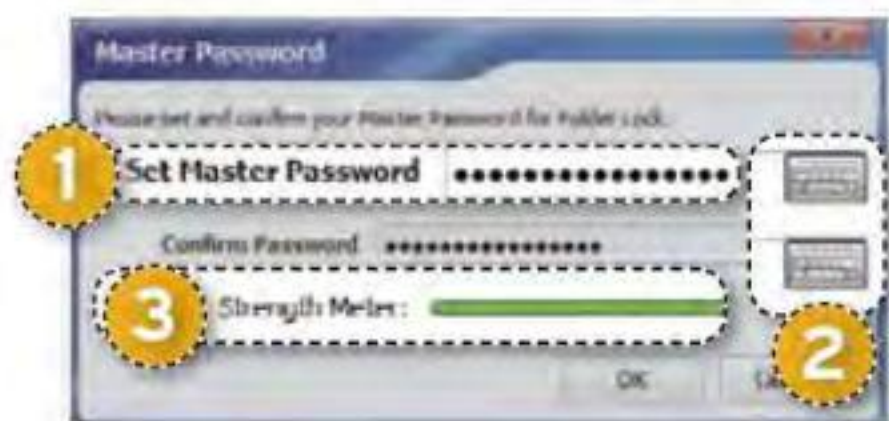 Master Password
Please set and confirm your Master Password for Folder Lock.
1 Set Master Password ••••••••••••••••
Confirm Password ••••••••••••••••
3 Strength Meter:
2
OK